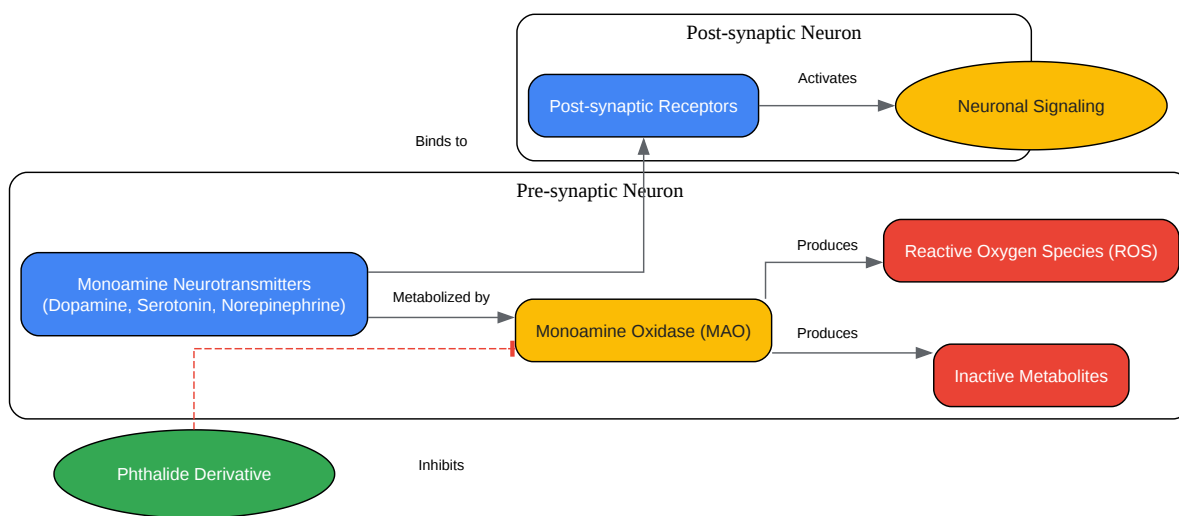 Post-synaptic Neuron
Post-synaptic Receptors
Activates
Neuronal Signaling
Binds to
Pre-synaptic Neuron
Monoamine Neurotransmitters
(Dopamine, Serotonin, Norepinephrine)
Metabolized by
Monoamine Oxidase (MAO)
Produces
Reactive Oxygen Species (ROS)
Produces
Inactive Metabolites
Phthalide Derivative
Inhibits